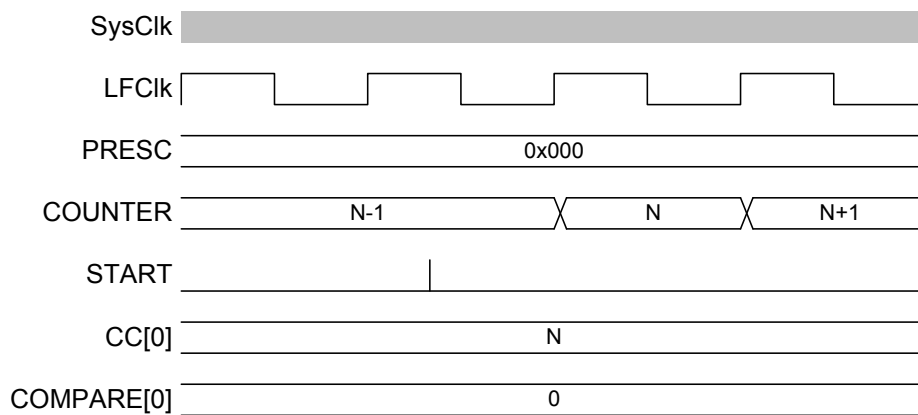 SysClk
LFClk
PRESC 0x000
COUNTER N-1 N N+1
START
CC[0] N
COMPARE[0] 0